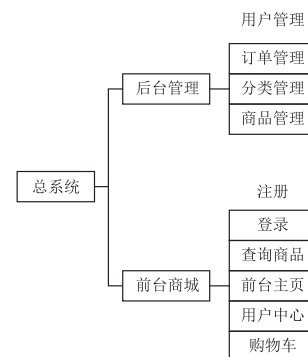 用户管理
订单管理
后台管理
分类管理
商品管理
总系统
注册
登录
查询商品
前台商城
前台主页
用户中心
购物车